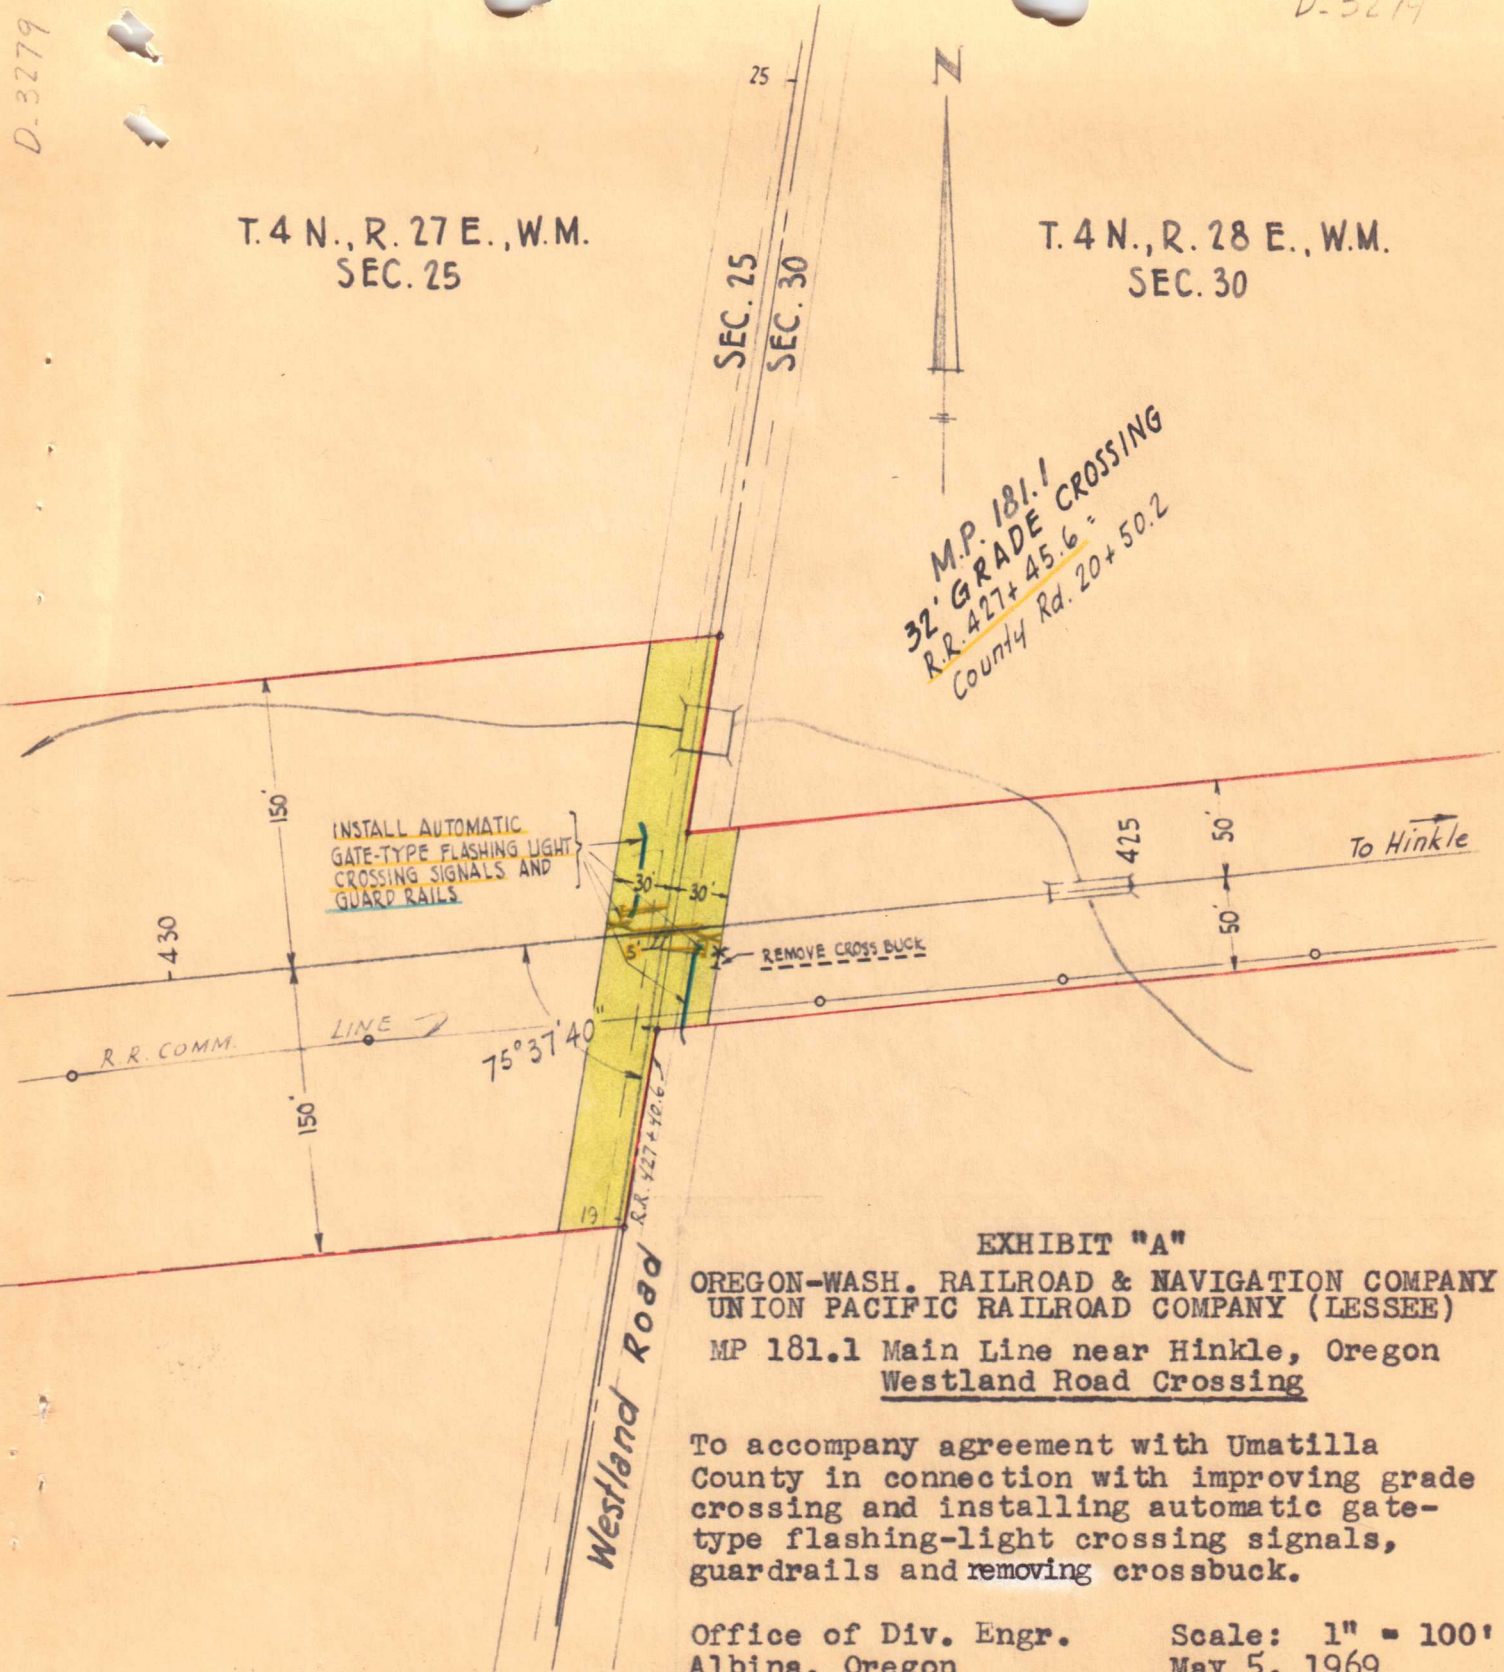 D-3279
D-3279
25
N
T. 4 N., R. 27 E., W.M.
SEC. 25
T. 4 N., R. 28 E., W.M.
SEC. 30
SEC. 25
SEC. 30
M.P. 181.1
32' GRADE CROSSING
R.R. 427+45.6 =
County Rd. 20+50.2
150'
INSTALL AUTOMATIC
GATE-TYPE FLASHING LIGHT
CROSSING SIGNALS AND
GUARD RAILS
30'
30'
425
50'
To Hinkle
430
5'
REMOVE CROSS BUCK
50'
R.R. COMM. LINE
75°37'40"
150'
R.R. 427+40.6
19
Westland Road
EXHIBIT "A"
OREGON-WASH. RAILROAD & NAVIGATION COMPANY
UNION PACIFIC RAILROAD COMPANY (LESSEE)
MP 181.1 Main Line near Hinkle, Oregon
Westland Road Crossing
To accompany agreement with Umatilla
County in connection with improving grade
crossing and installing automatic gate-
type flashing-light crossing signals,
guardrails and removing crossbuck.
Office of Div. Engr. Scale: 1" = 100'
Albina, Oregon May 5, 1969